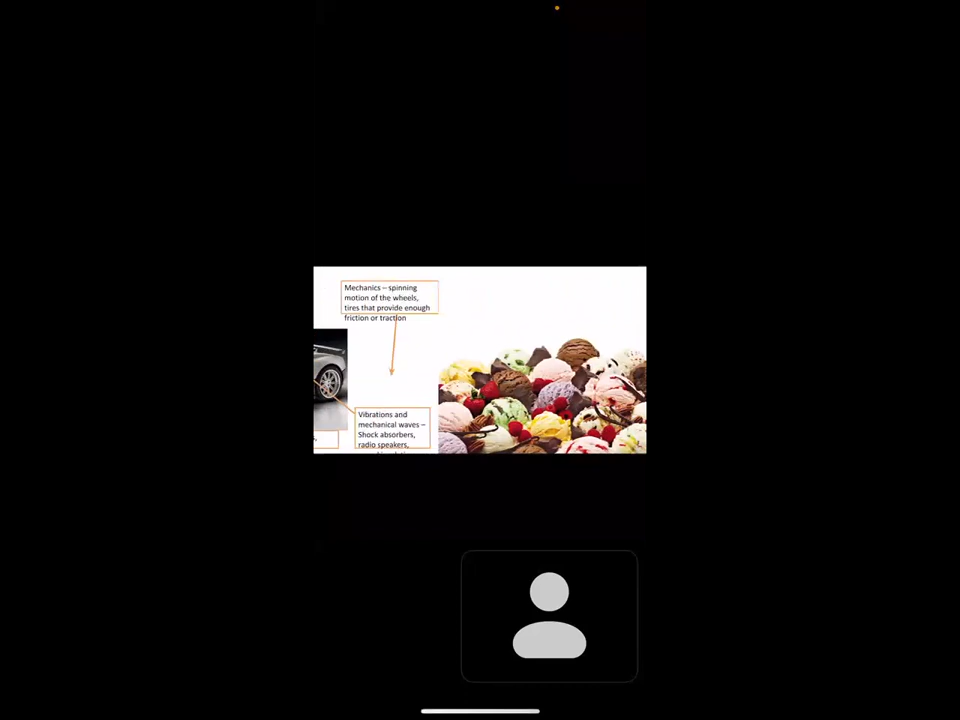 Mechanics – spinning
motion of the wheels,
tires that provide enough
friction or traction
Vibrations and
mechanical waves –
Shock absorbers,
radio speakers,